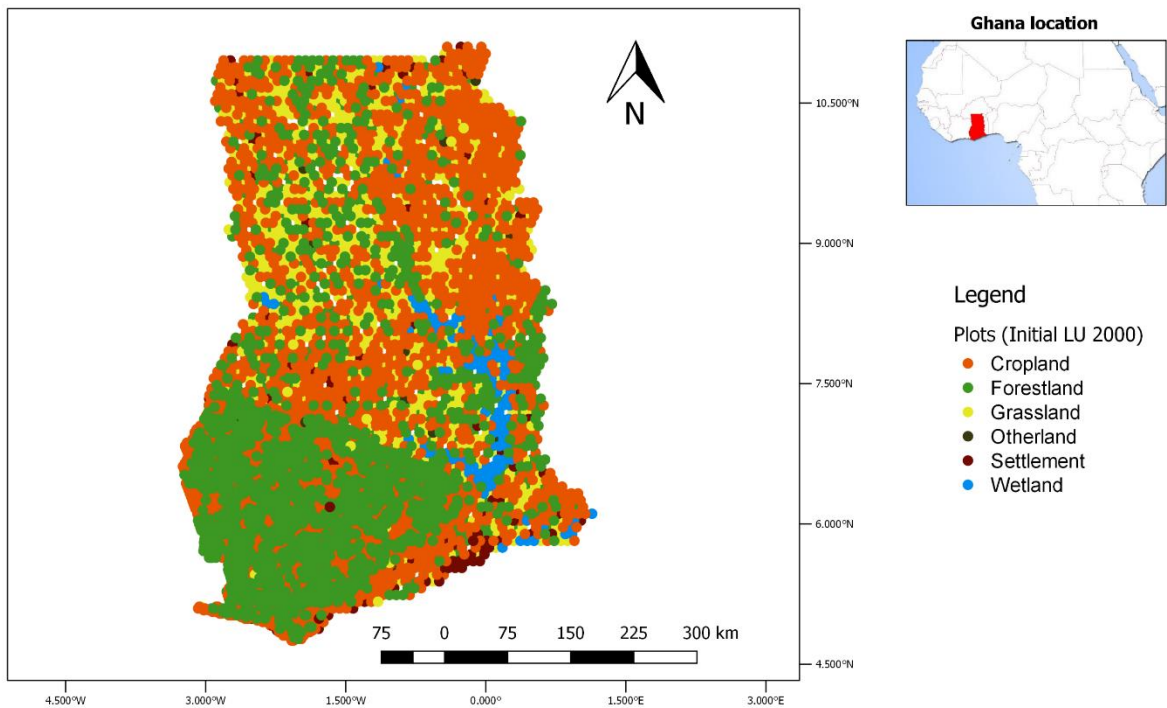 Ghana location
N
10.500°N
9.000°N
7.500°N
6.000°N
4.500°N
Legend
Plots (Initial LU 2000)
Cropland
Forestland
Grassland
Otherland
Settlement
Wetland
75 0 75 150 225 300 km
4.500°W 3.000°W 1.500°W 0.000° 1.500°E 3.000°E